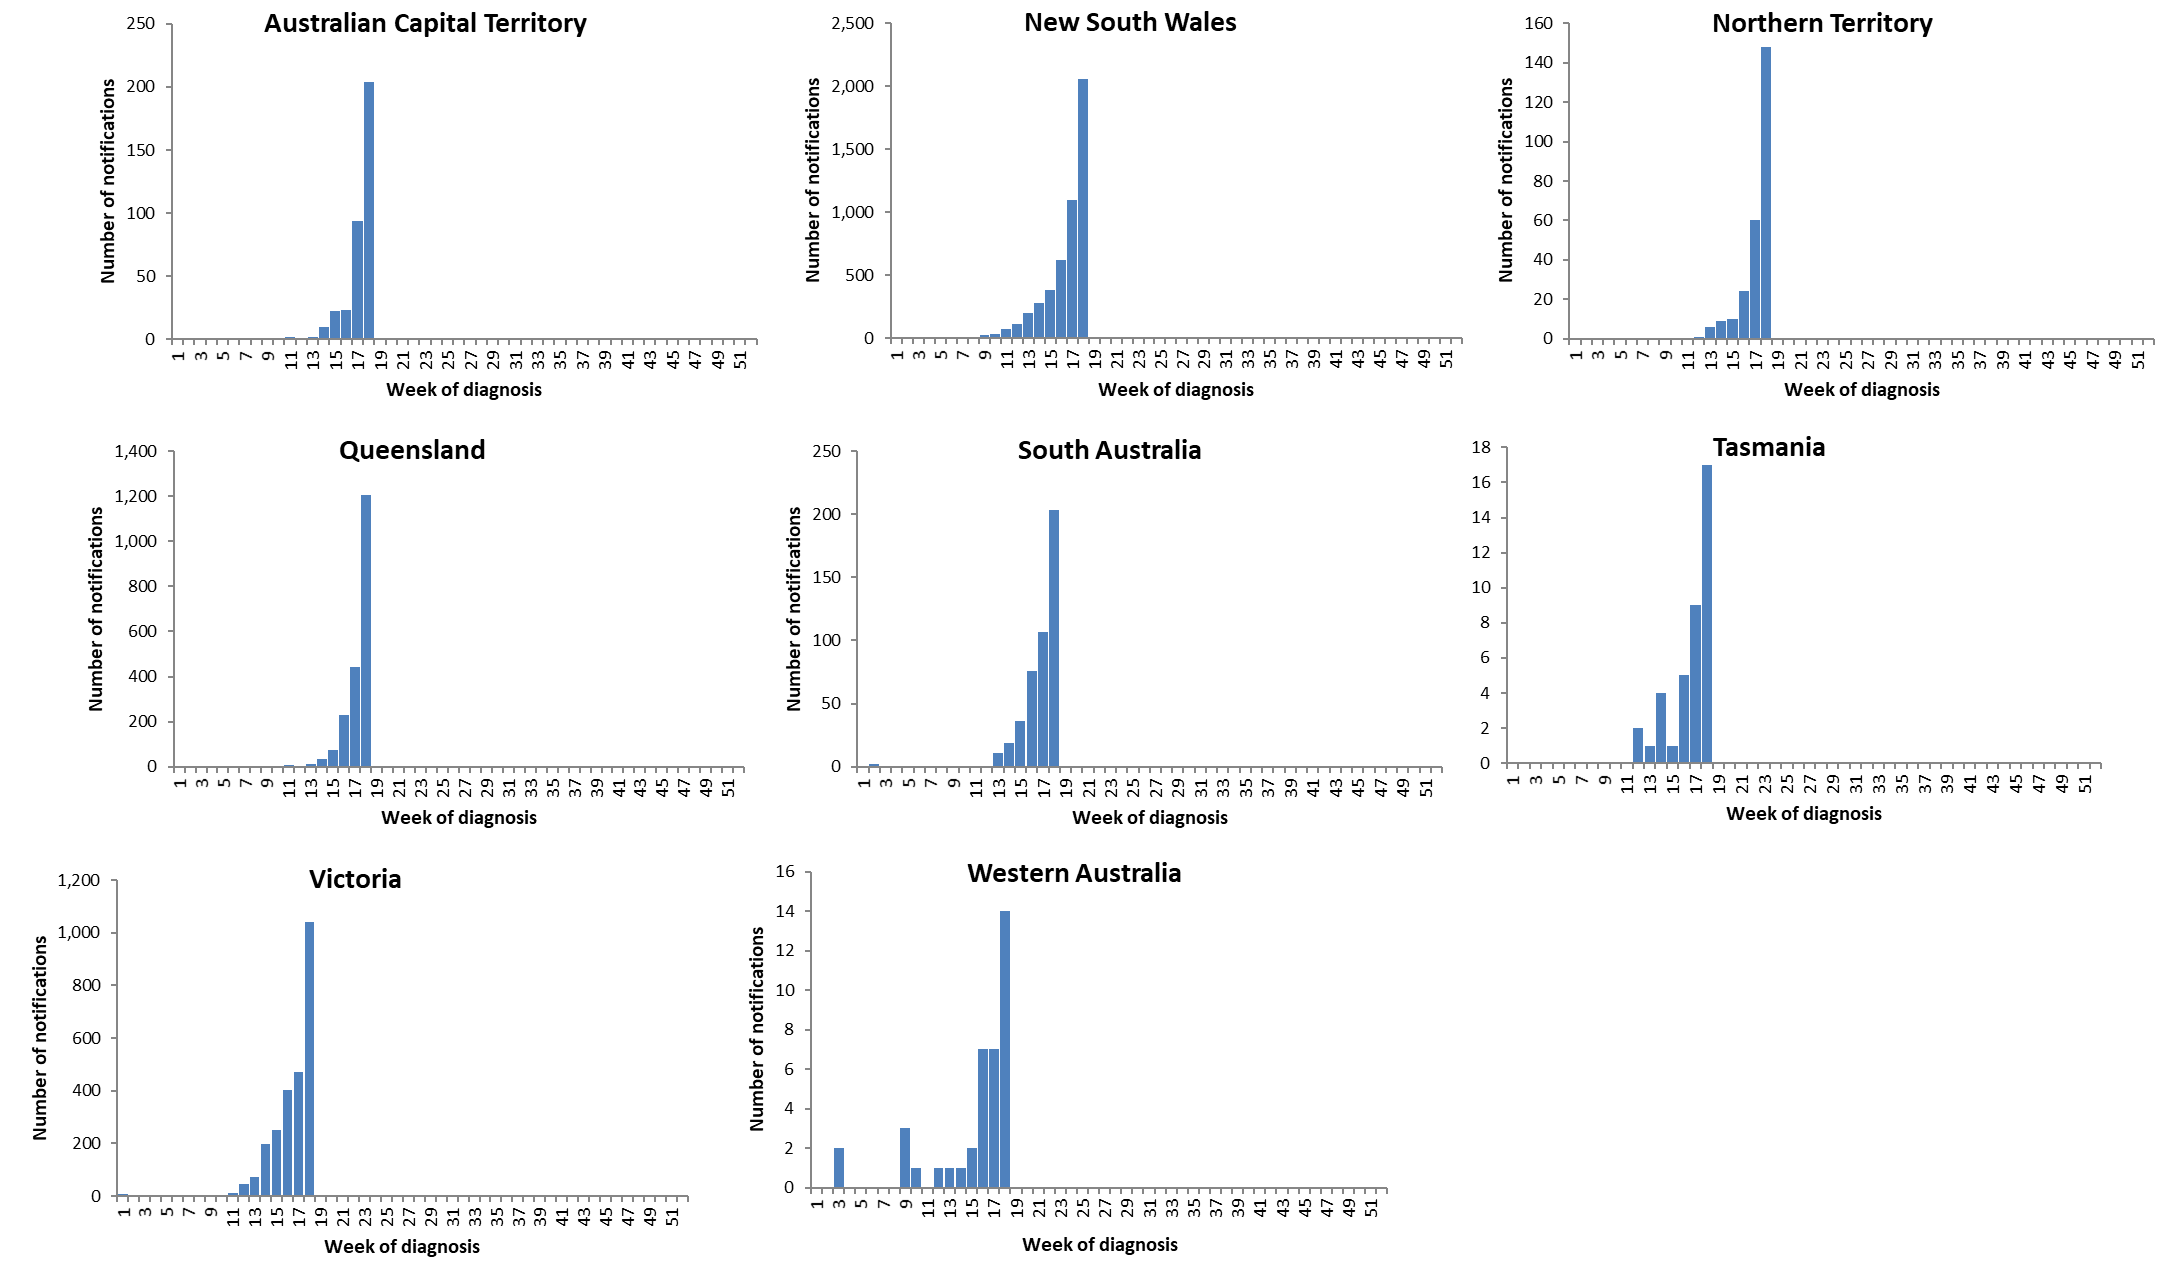 Australian Capital Territory
250
200
150
100
50
0
Number of notifications
1 3 5 7 9 11 13 15 17 19 21 23 25 27 29 31 33 35 37 39 41 43 45 47 49 51
Week of diagnosis
New South Wales
2,500
2,000
1,500
1,000
500
0
Number of notifications
1 3 5 7 9 11 13 15 17 19 21 23 25 27 29 31 33 35 37 39 41 43 45 47 49 51
Week of diagnosis
Northern Territory
160
140
120
100
80
60
40
20
0
Number of notifications
1 3 5 7 9 11 13 15 17 19 21 23 25 27 29 31 33 35 37 39 41 43 45 47 49 51
Week of diagnosis
Queensland
1,400
1,200
1,000
800
600
400
200
0
Number of notifications
1 3 5 7 9 11 13 15 17 19 21 23 25 27 29 31 33 35 37 39 41 43 45 47 49 51
Week of diagnosis
South Australia
250
200
150
100
50
0
Number of notifications
1 3 5 7 9 11 13 15 17 19 21 23 25 27 29 31 33 35 37 39 41 43 45 47 49 51
Week of diagnosis
Tasmania
18
16
14
12
10
8
6
4
2
0
Number of notifications
1 3 5 7 9 11 13 15 17 19 21 23 25 27 29 31 33 35 37 39 41 43 45 47 49 51
Week of diagnosis
Victoria
1,200
1,000
800
600
400
200
0
Number of notifications
1 3 5 7 9 11 13 15 17 19 21 23 25 27 29 31 33 35 37 39 41 43 45 47 49 51
Week of diagnosis
Western Australia
16
14
12
10
8
6
4
2
0
Number of notifications
1 3 5 7 9 11 13 15 17 19 21 23 25 27 29 31 33 35 37 39 41 43 45 47 49 51
Week of diagnosis